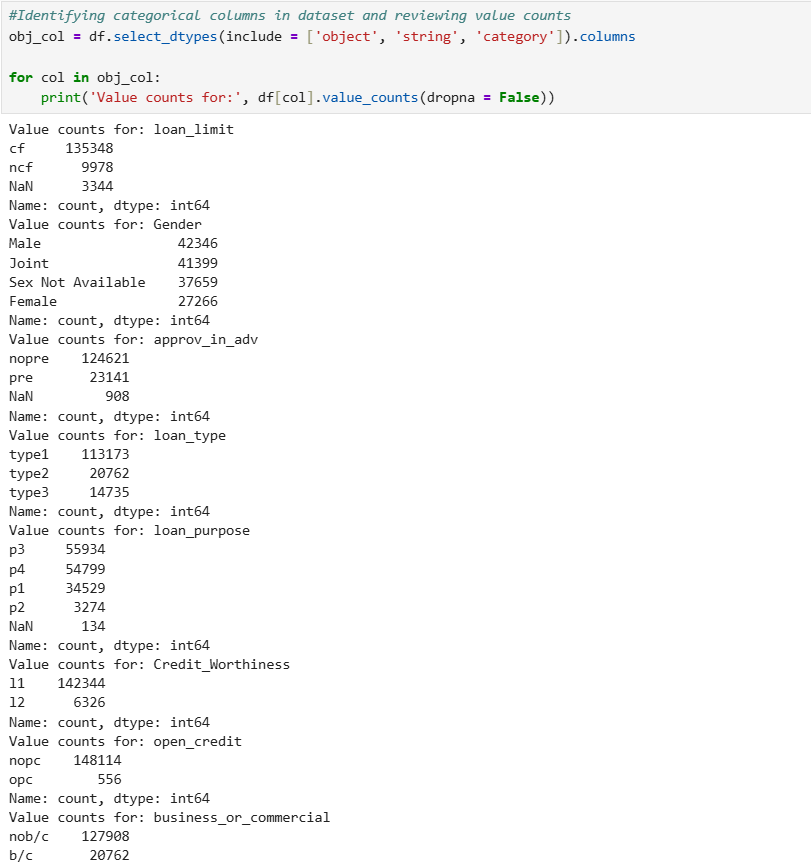 #Identifying categorical columns in dataset and reviewing value counts
obj_col = df.select_dtypes(include = ['object', 'string', 'category']).columns
for col in obj_col:
    print('Value counts for:', df[col].value_counts(dropna = False))
Value counts for: loan_limit
cf     135348
ncf      9978
NaN      3344
Name: count, dtype: int64
Value counts for: Gender
Male                 42346
Joint                41399
Sex Not Available    37659
Female               27266
Name: count, dtype: int64
Value counts for: approv_in_adv
nopre    124621
pre       23141
NaN         908
Name: count, dtype: int64
Value counts for: loan_type
type1    113173
type2     20762
type3     14735
Name: count, dtype: int64
Value counts for: loan_purpose
p3     55934
p4     54799
p1     34529
p2      3274
NaN      134
Name: count, dtype: int64
Value counts for: Credit_Worthiness
l1    142344
l2      6326
Name: count, dtype: int64
Value counts for: open_credit
nopc    148114
opc        556
Name: count, dtype: int64
Value counts for: business_or_commercial
nob/c    127908
b/c       20762